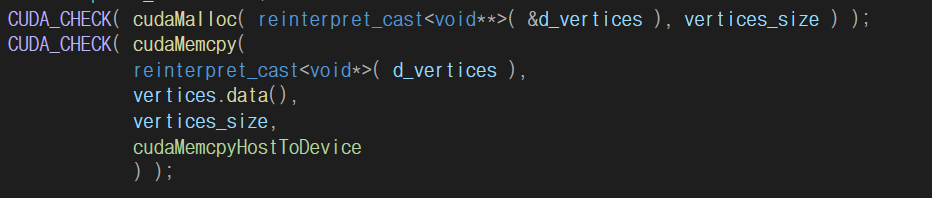 CUDA_CHECK( cudaMalloc( reinterpret_cast<void**>( &d_vertices ), vertices_size ) );
CUDA_CHECK( cudaMemcpy(
            reinterpret_cast<void*>( d_vertices ),
            vertices.data(),
            vertices_size,
            cudaMemcpyHostToDevice
            ) );